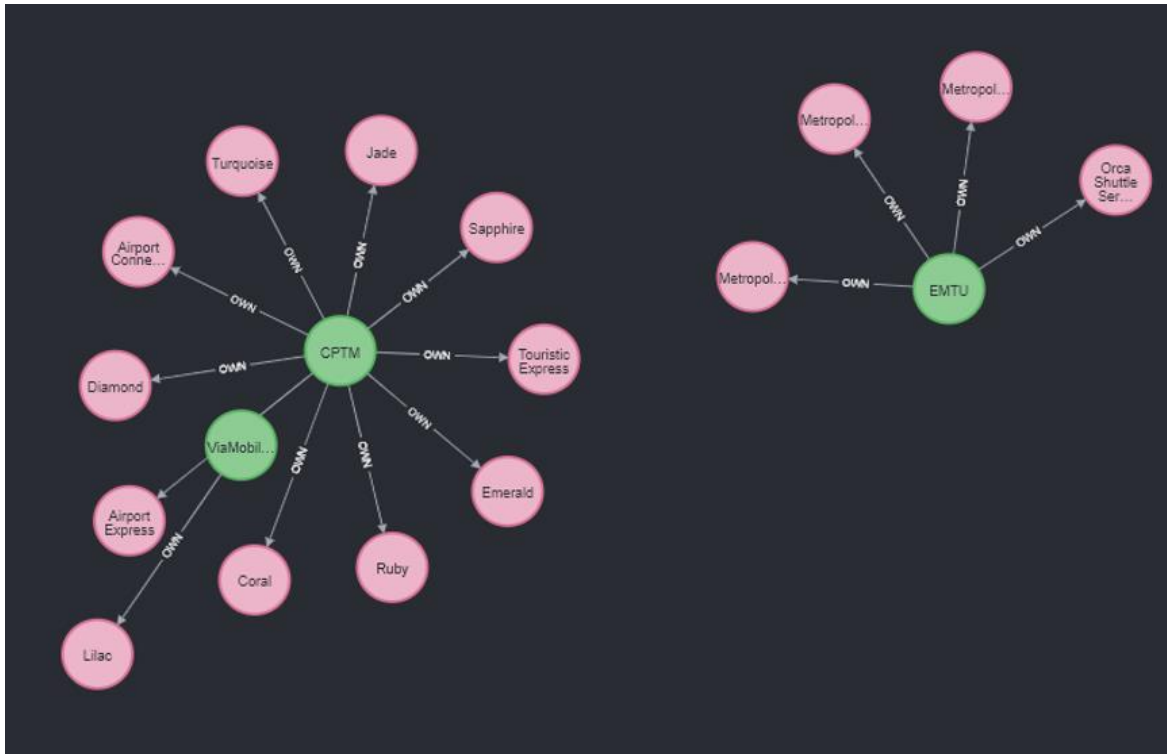 Metropol...
Metropol...
Jade
Turquoise
Orca
Shuttle
Ser...
OWN
OWN
Sapphire
Airport
Conne...
OWN
OWN
OWN
OWN
Metropol...
OWN
EMTU
OWN
CPTM
OWN
Touristic
Express
OWN
Diamond
OWN
ViaMobil...
OWN
OWN
Emerald
Airport
Express
OWN
Ruby
Coral
Lilac